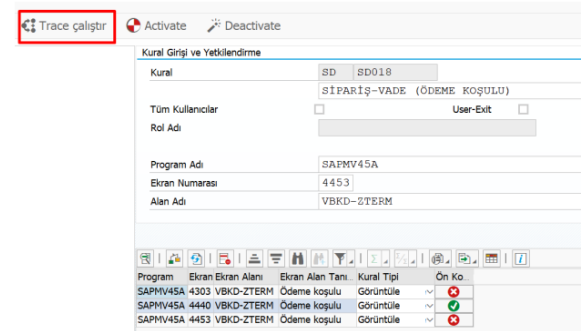 Trace çalıştır Activate Deactivate
Kural Girişi ve Yetkilendirme
Kural SD SD018
SİPARİŞ-VADE (ÖDEME KOŞULU)
Tüm Kullanıcılar User-Exit
Rol Adı
Program Adı SAPMV45A
Ekran Numarası 4453
Alan Adı VBKD-ZTERM
Program Ekran Ekran Alanı Ekran Alan Tanı.. Kural Tipi Ön Ko...
SAPMV45A 4303 VBKD-ZTERM Ödeme koşulu Görüntüle
SAPMV45A 4440 VBKD-ZTERM Ödeme koşulu Görüntüle
SAPMV45A 4453 VBKD-ZTERM Ödeme koşulu Görüntüle